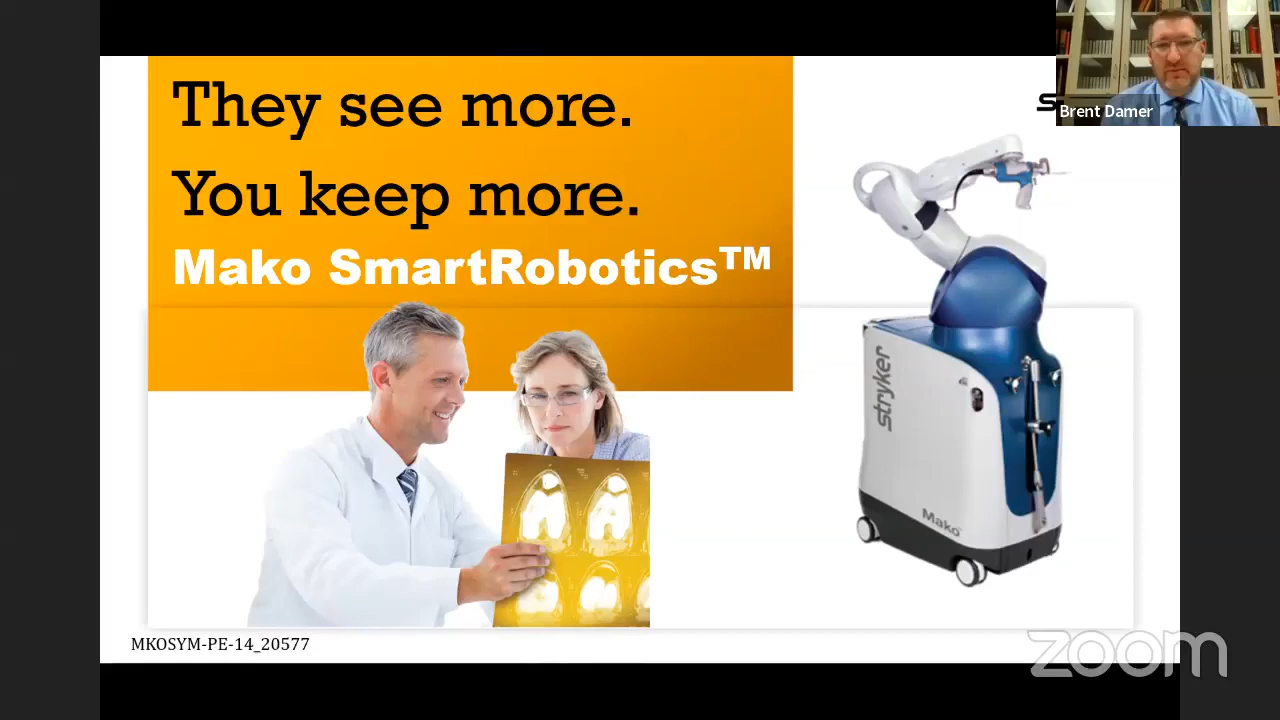 They see more.
You keep more.
Mako SmartRobotics™
S
Brent Damer
stryker
Mako
MKOSYM-PE-14_20577
zoom